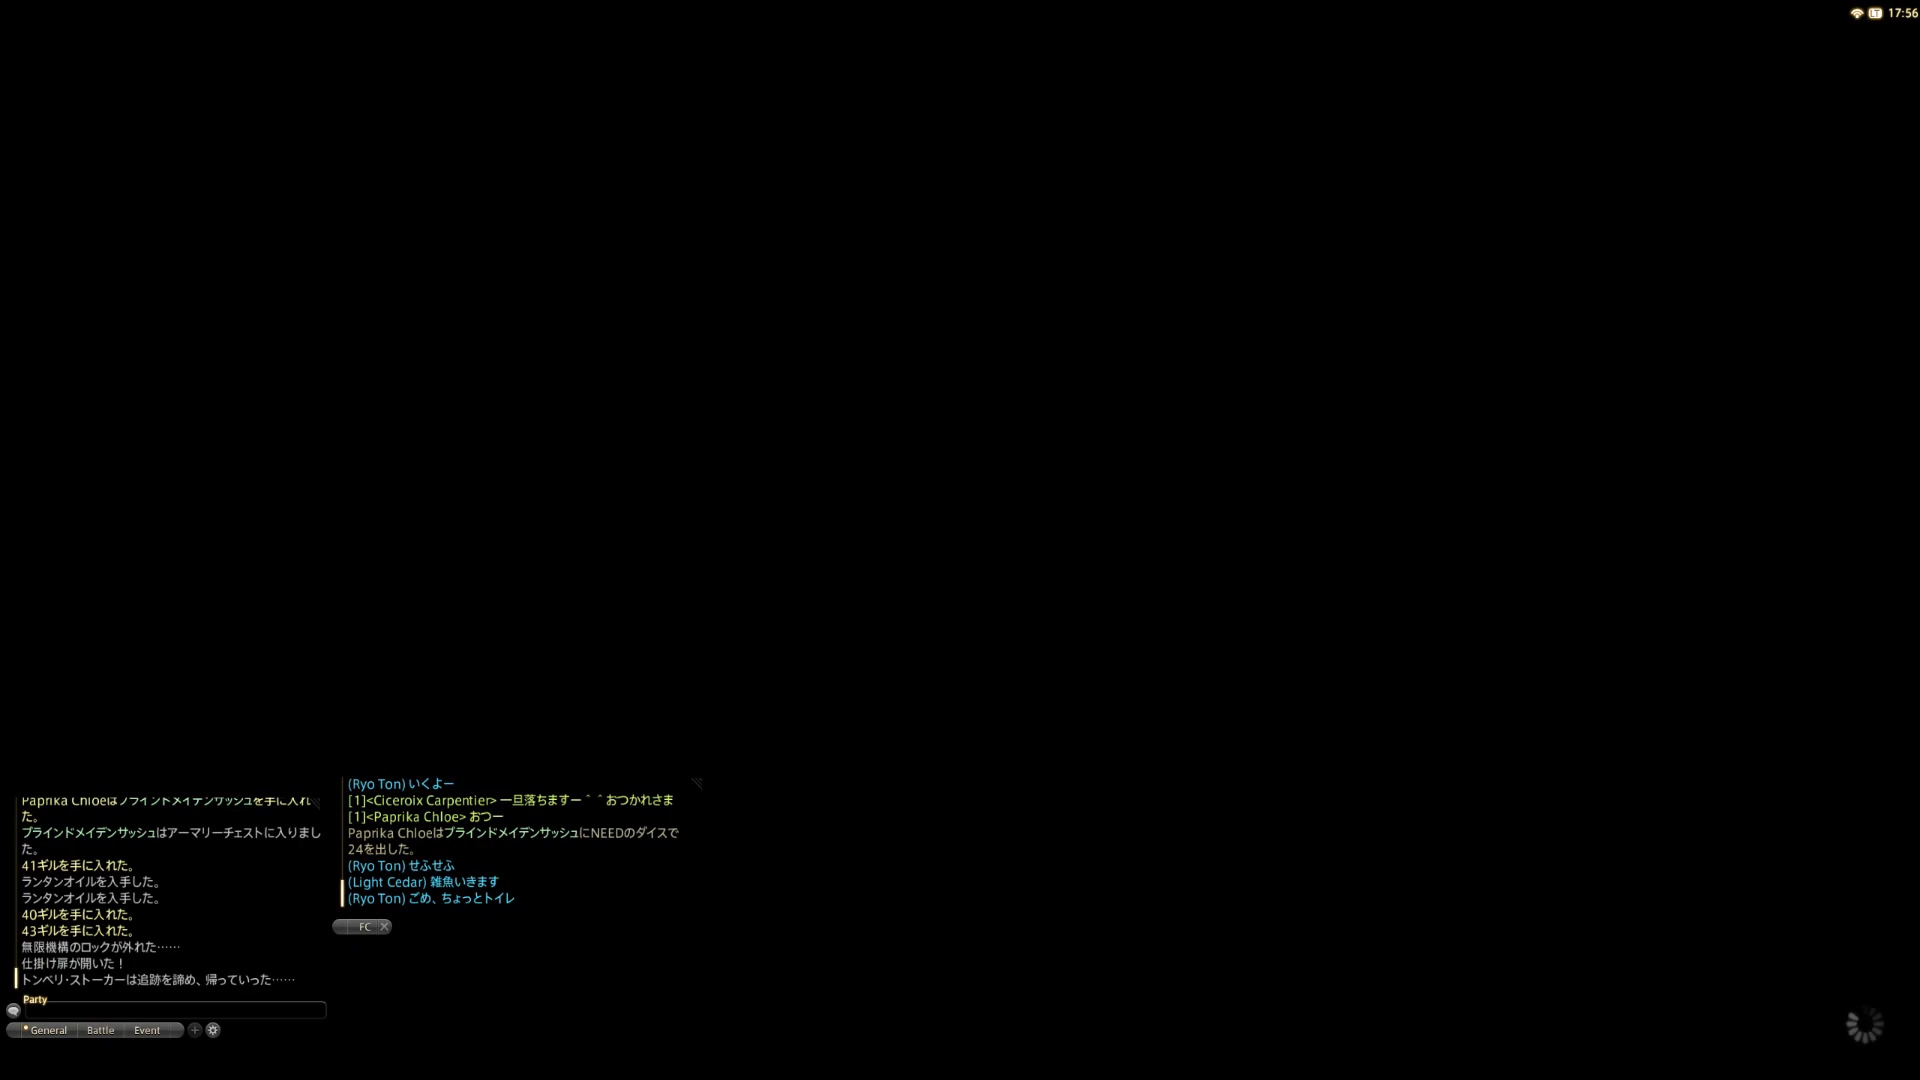 LT 17:56
(Ryo Ton) いくよー
[1]<Ciceroix Carpentier> 一旦落ちますー＾＾おつかれさま
[1]<Paprika Chloe> おつー
Paprika ChloeはブラインドメイデンサッシュにNEEDのダイスで
24を出した。
(Ryo Ton) せふせふ
(Light Cedar) 雑魚いきます
(Ryo Ton) ごめ、ちょっとトイレ
FC
Paprika Chloeはブラインドメイデンサッシュを手に入れ
た。
ブラインドメイデンサッシュはアーマリーチェストに入りまし
た。
41ギルを手に入れた。
ランタンオイルを入手した。
ランタンオイルを入手した。
40ギルを手に入れた。
43ギルを手に入れた。
無限機構のロックが外れた……
仕掛け扉が開いた！
トンベリ・ストーカーは追跡を諦め、帰っていった……
Party
General Battle Event